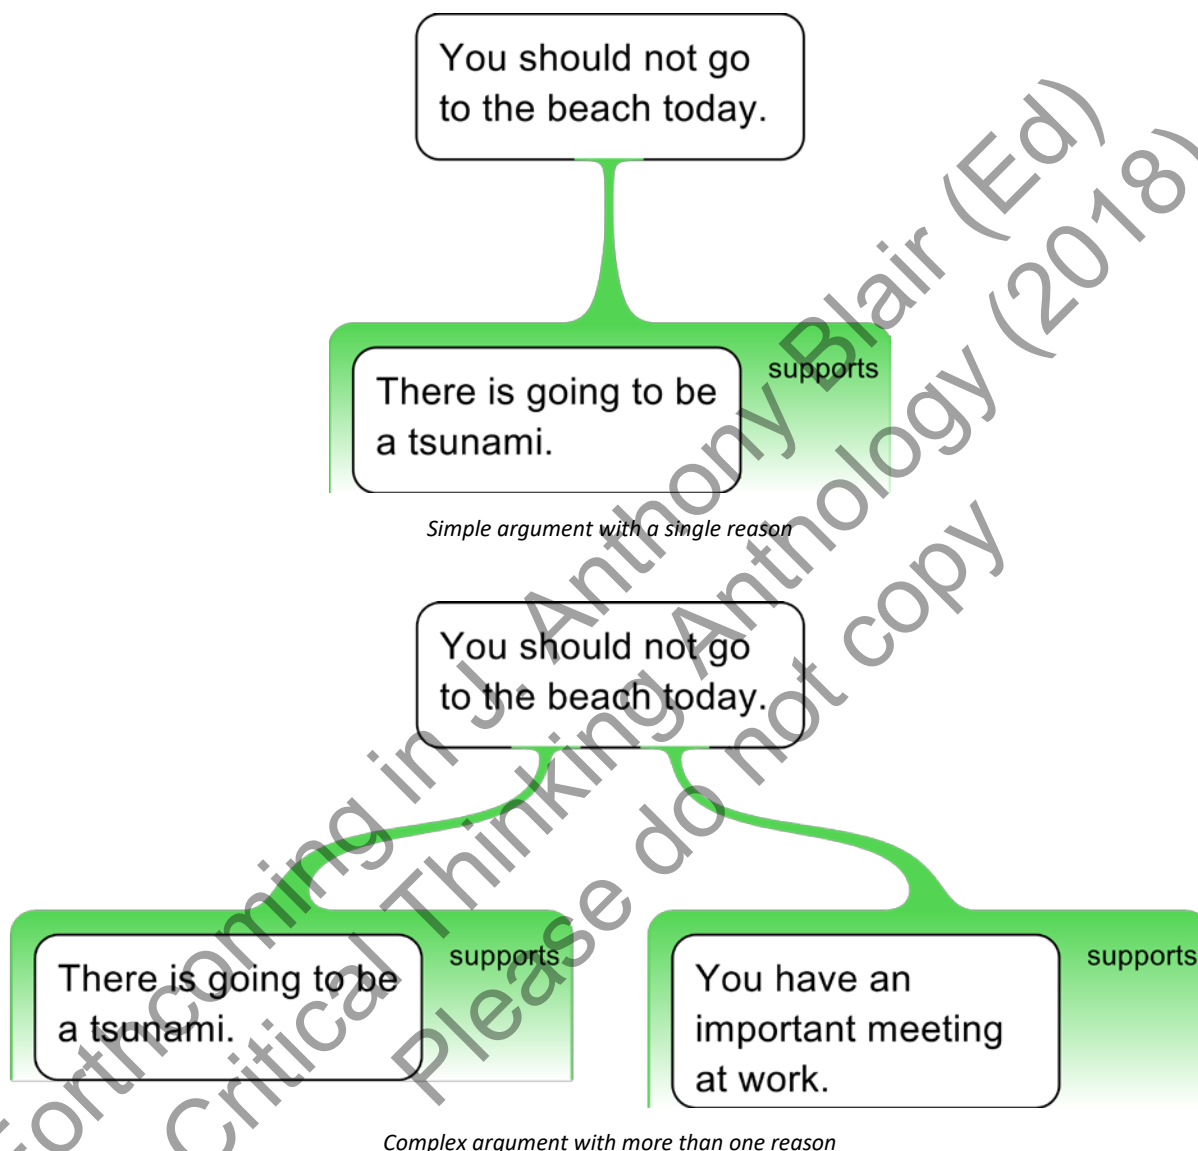 You should not go
to the beach today.
There is going to be
a tsunami.
supports
Simple argument with a single reason
You should not go
to the beach today.
There is going to be
a tsunami.
supports
You have an
important meeting
at work.
supports
Complex argument with more than one reason
Forthcoming in J. Anthony Blair (Ed)
Critical Thinking Anthology (2018)
Please do not copy